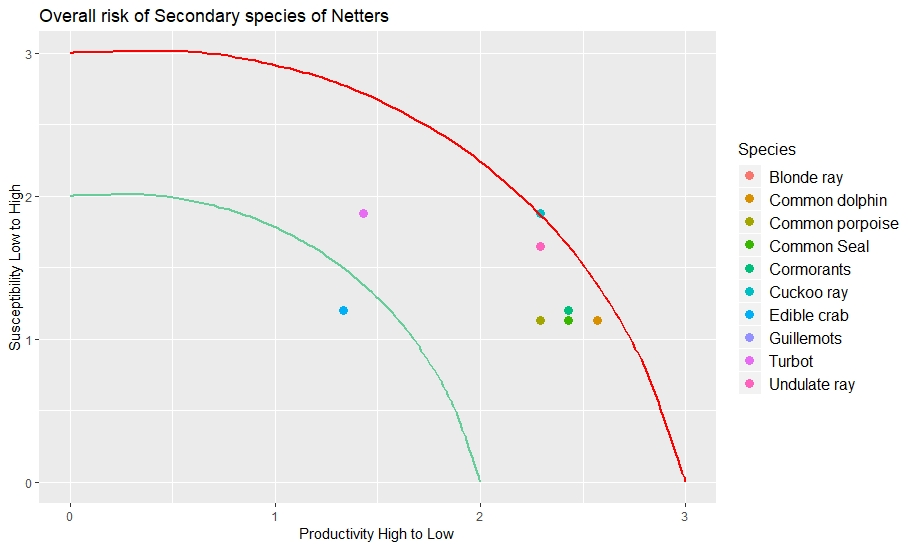 Overall risk of Secondary species of Netters
Susceptibility Low to High
3
2
1
0
0
1
2
3
Productivity High to Low
Species
Blonde ray
Common dolphin
Common porpoise
Common Seal
Cormorants
Cuckoo ray
Edible crab
Guillemots
Turbot
Undulate ray